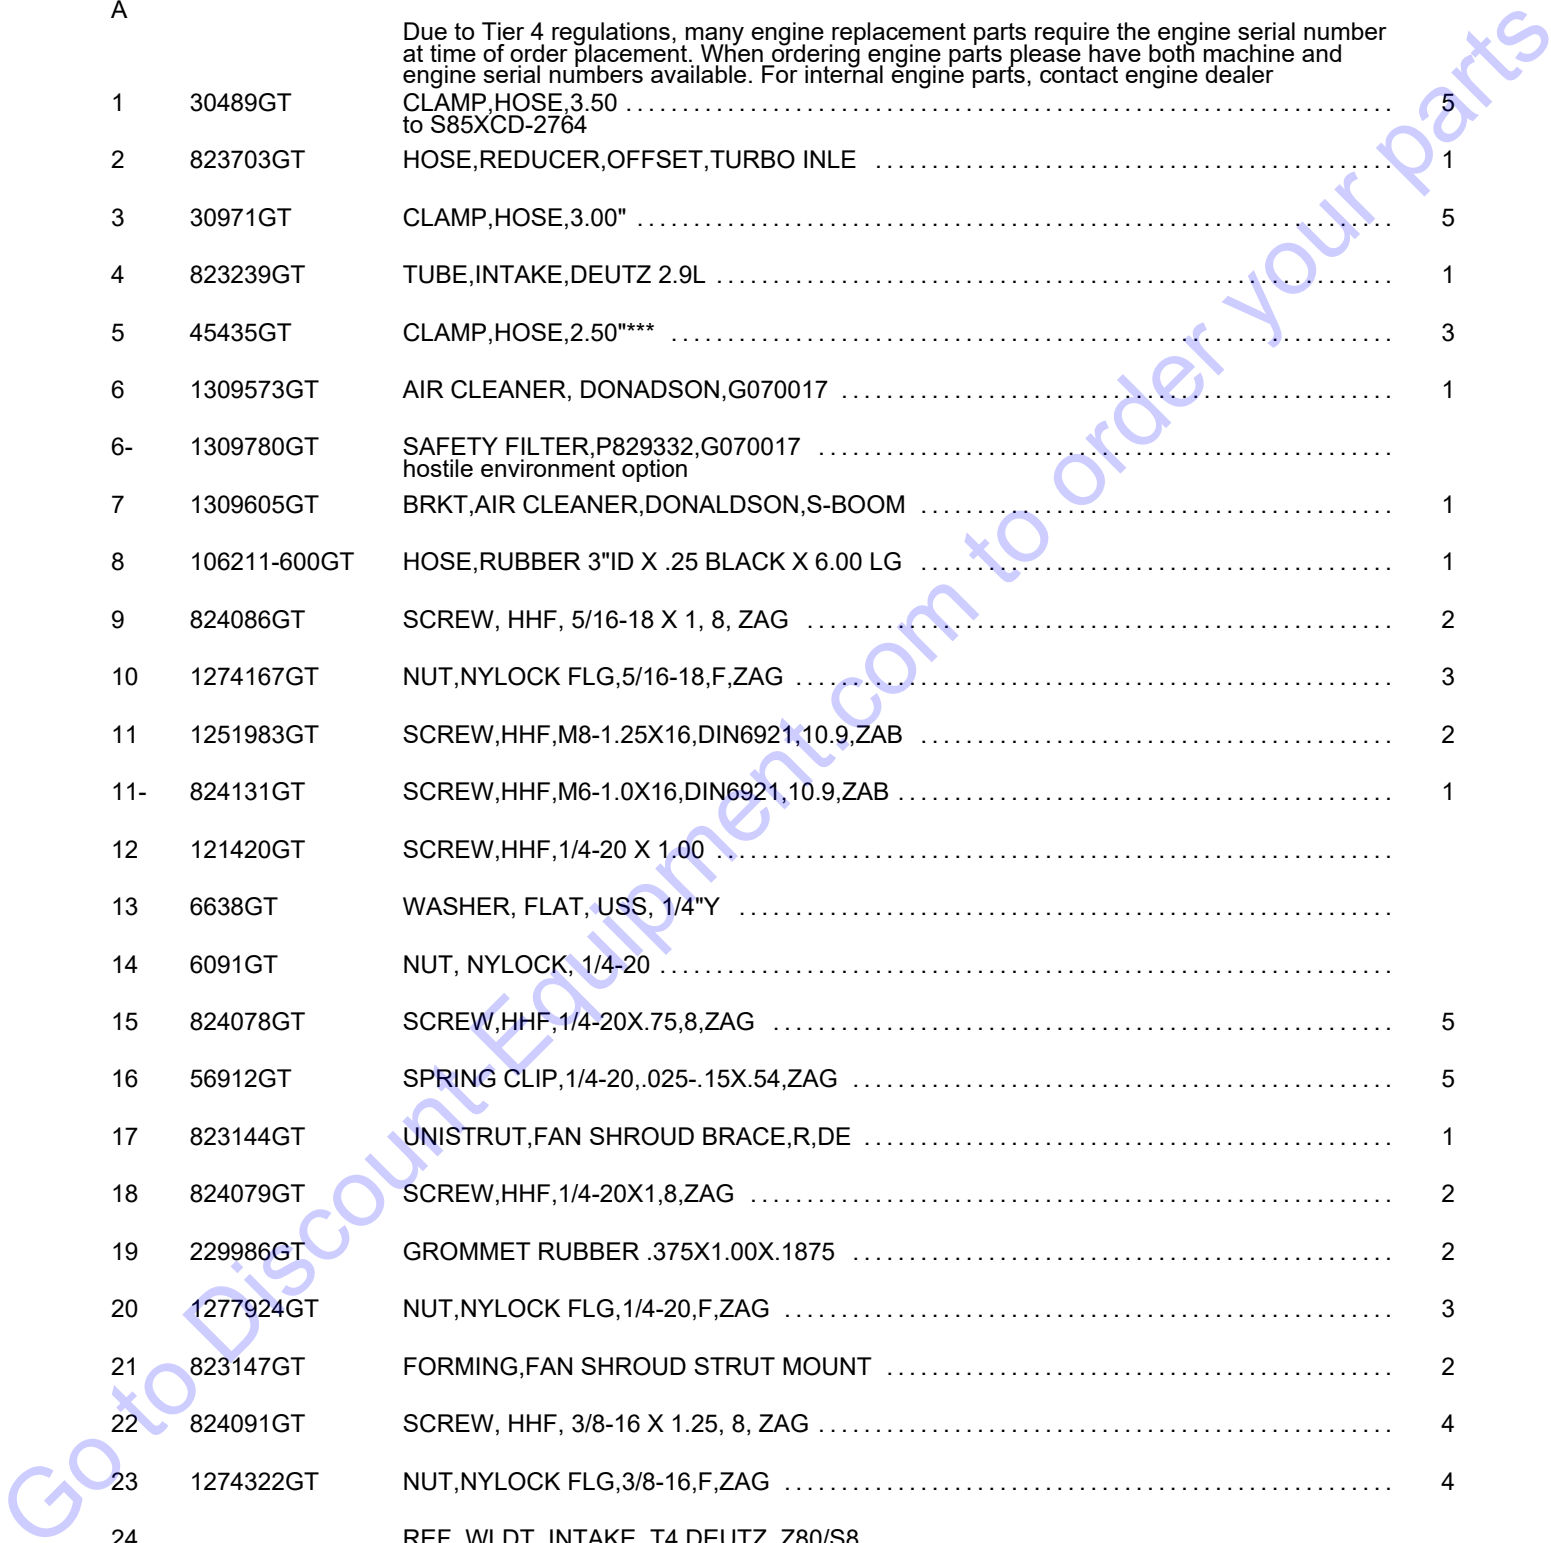 A
Due to Tier 4 regulations, many engine replacement parts require the engine serial number
at time of order placement. When ordering engine parts please have both machine and
engine serial numbers available. For internal engine parts, contact engine dealer
1 30489GT CLAMP,HOSE,3.50 5
to S85XCD-2764
2 823703GT HOSE,REDUCER,OFFSET,TURBO INLE 1
3 30971GT CLAMP,HOSE,3.00" 5
4 823239GT TUBE,INTAKE,DEUTZ 2.9L 1
5 45435GT CLAMP,HOSE,2.50"*** 3
6 1309573GT AIR CLEANER, DONADSON,G070017 1
6- 1309780GT SAFETY FILTER,P829332,G070017
hostile environment option
7 1309605GT BRKT,AIR CLEANER,DONALDSON,S-BOOM 1
8 106211-600GT HOSE,RUBBER 3"ID X .25 BLACK X 6.00 LG 1
9 824086GT SCREW, HHF, 5/16-18 X 1, 8, ZAG 2
10 1274167GT NUT,NYLOCK FLG,5/16-18,F,ZAG 3
11 1251983GT SCREW,HHF,M8-1.25X16,DIN6921,10.9,ZAB 2
11- 824131GT SCREW,HHF,M6-1.0X16,DIN6921,10.9,ZAB 1
12 121420GT SCREW,HHF,1/4-20 X 1.00
13 6638GT WASHER, FLAT, USS, 1/4"Y
14 6091GT NUT, NYLOCK, 1/4-20
15 824078GT SCREW,HHF,1/4-20X.75,8,ZAG 5
16 56912GT SPRING CLIP,1/4-20,.025-.15X.54,ZAG 5
17 823144GT UNISTRUT,FAN SHROUD BRACE,R,DE 1
18 824079GT SCREW,HHF,1/4-20X1,8,ZAG 2
19 229986GT GROMMET RUBBER .375X1.00X.1875 2
20 1277924GT NUT,NYLOCK FLG,1/4-20,F,ZAG 3
21 823147GT FORMING,FAN SHROUD STRUT MOUNT 2
22 824091GT SCREW, HHF, 3/8-16 X 1.25, 8, ZAG 4
23 1274322GT NUT,NYLOCK FLG,3/8-16,F,ZAG 4
24 REF, WLDT, INTAKE, T4 DEUTZ, Z80/S8
Go to Discount-Equipment.com to order your parts